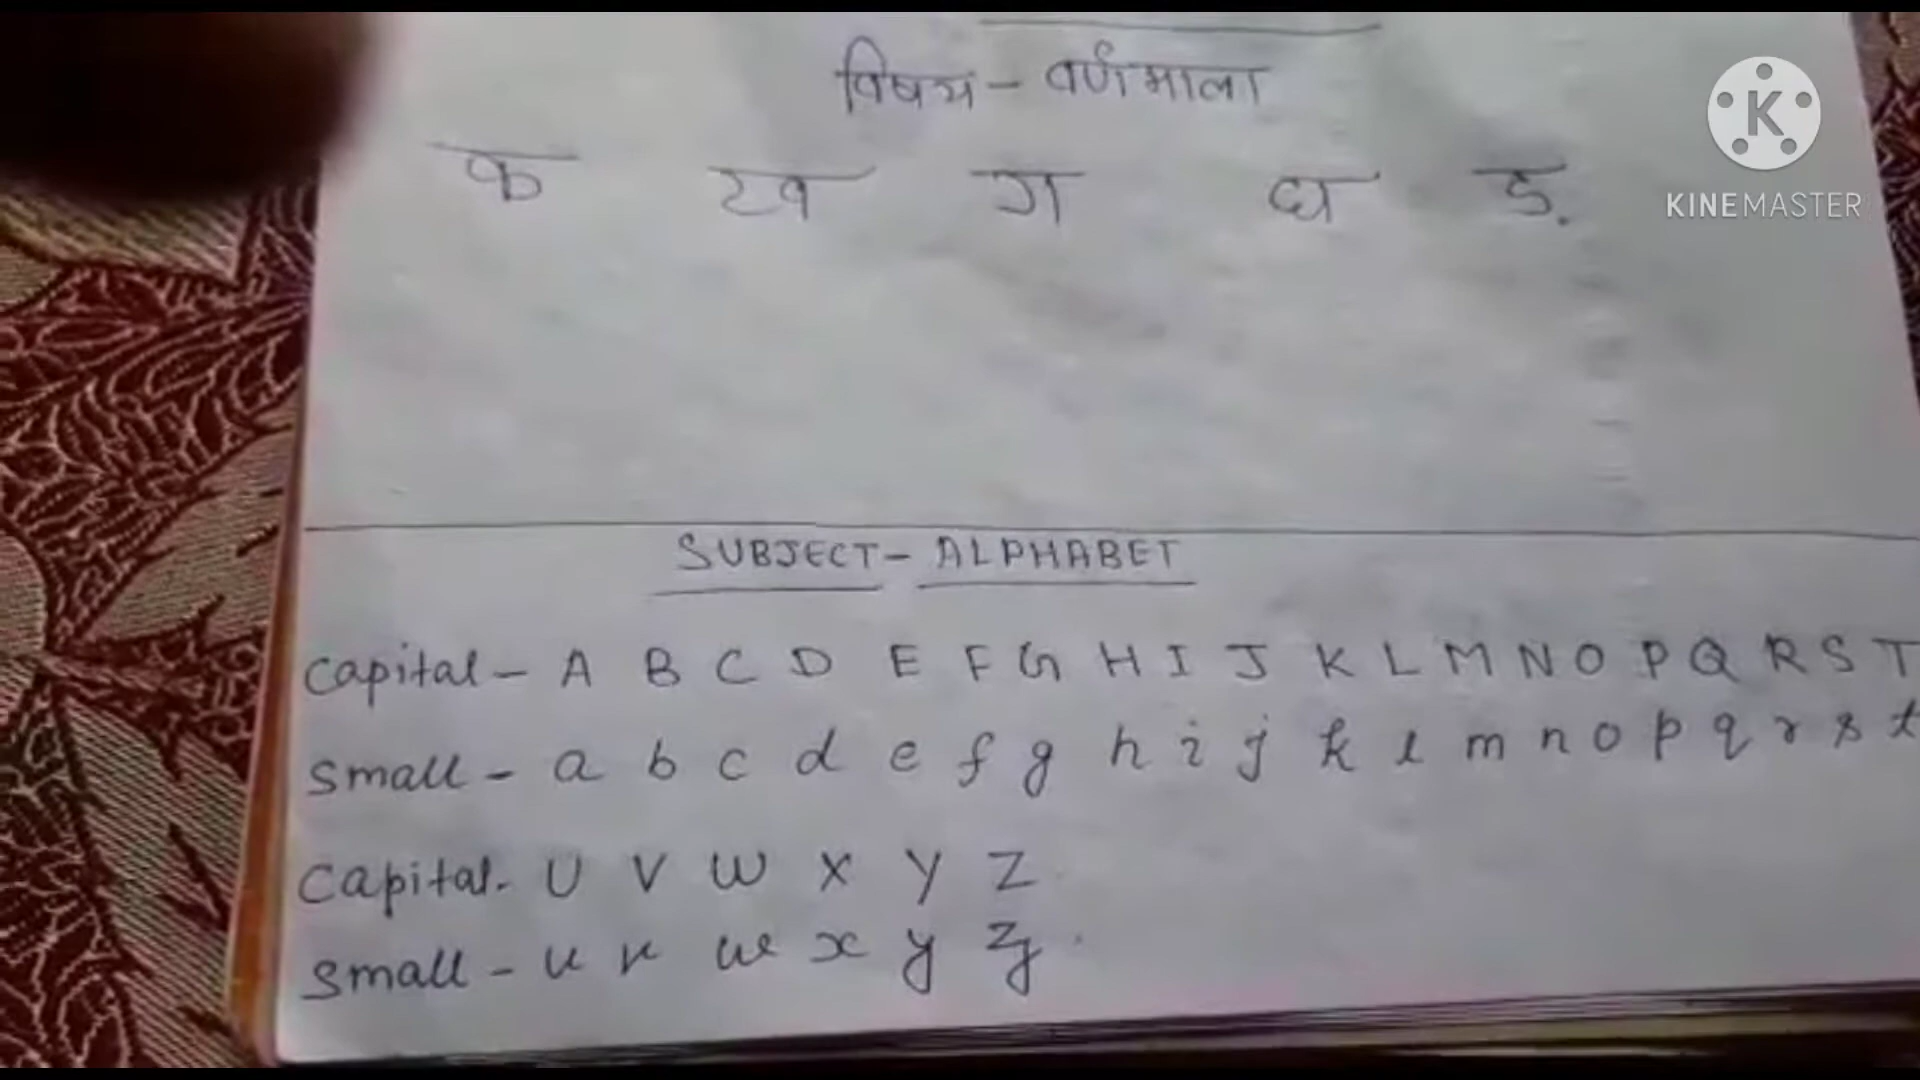 विषय - वर्णमाला
क ख ग घ ङ
KINEMASTER
SUBJECT - ALPHABET
Capital - A B C D E F G H I J K L M N O P Q R S T
Small - a b c d e f g h i j k l m n o p q r s t
Capital - U V W X Y Z
Small - u v w x y z